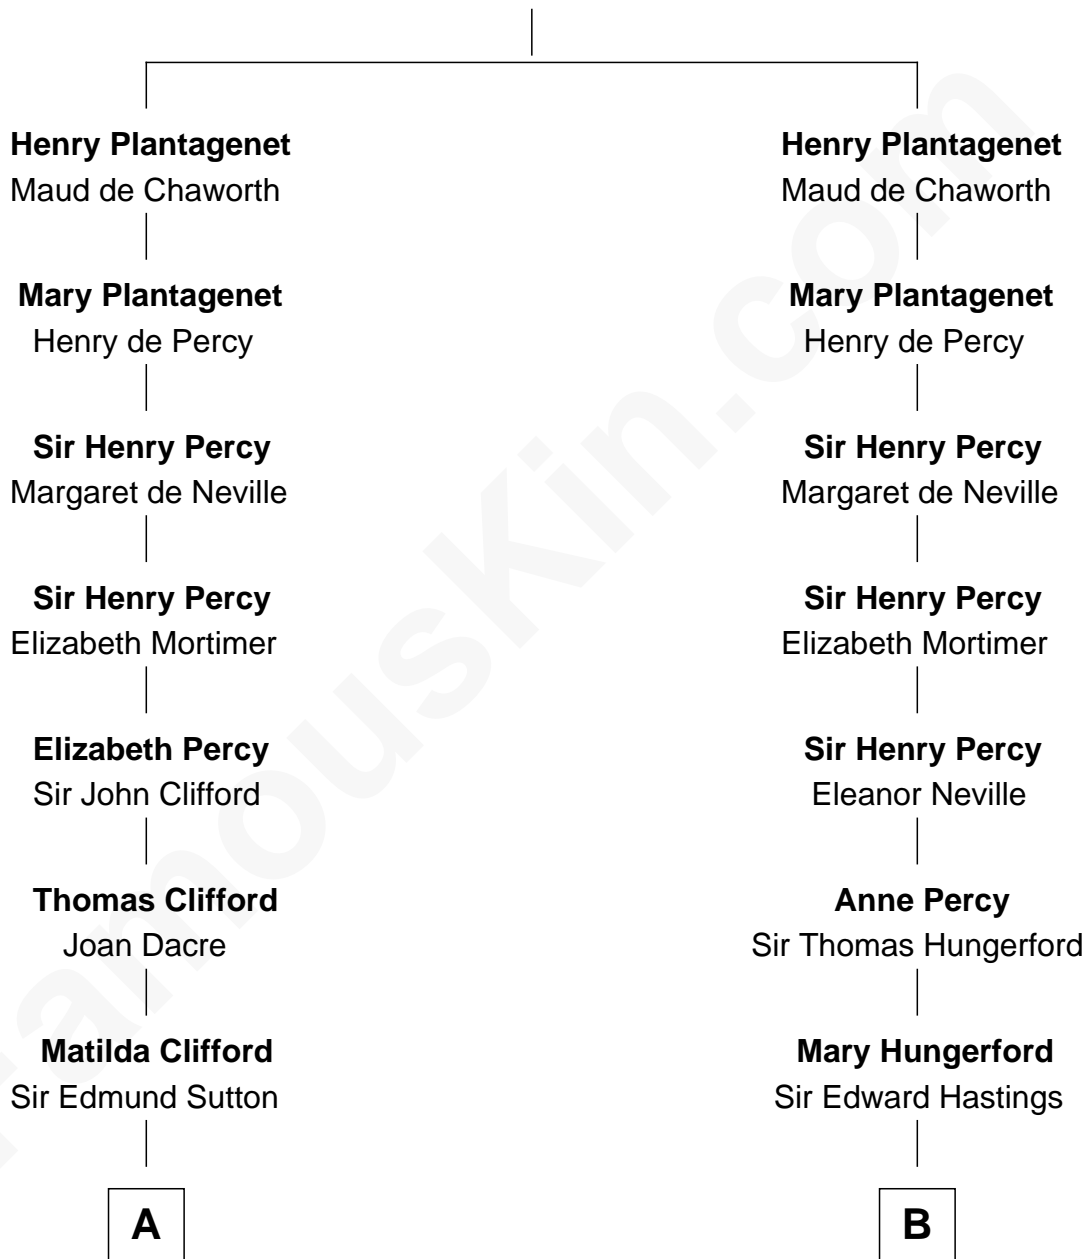 Henry Plantagenet
Maud de Chaworth
Mary Plantagenet
Henry de Percy
Sir Henry Percy
Margaret de Neville
Sir Henry Percy
Elizabeth Mortimer
Elizabeth Percy
Sir John Clifford
Thomas Clifford
Joan Dacre
Matilda Clifford
Sir Edmund Sutton
A
Henry Plantagenet
Maud de Chaworth
Mary Plantagenet
Henry de Percy
Sir Henry Percy
Margaret de Neville
Sir Henry Percy
Elizabeth Mortimer
Sir Henry Percy
Eleanor Neville
Anne Percy
Sir Thomas Hungerford
Mary Hungerford
Sir Edward Hastings
B
FamousKin.com